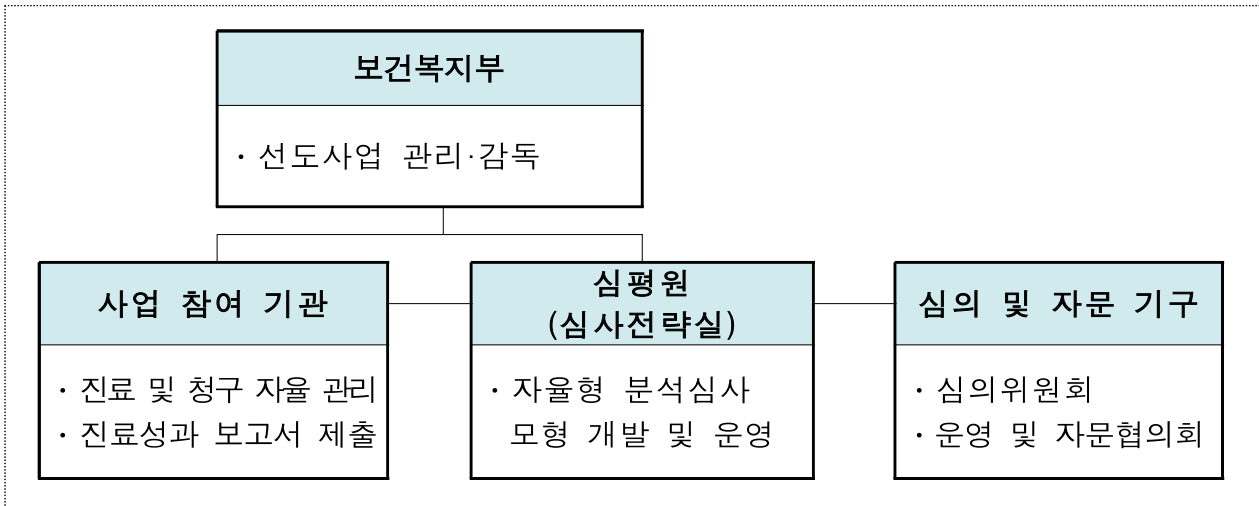 보건복지부
· 선도사업 관리·감독
사업 참여 기관
· 진료 및 청구 자율 관리
· 진료성과 보고서 제출
심평원
(심사전략실)
· 자율형 분석심사
모형 개발 및 운영
심의 및 자문 기구
· 심의위원회
· 운영 및 자문협의회